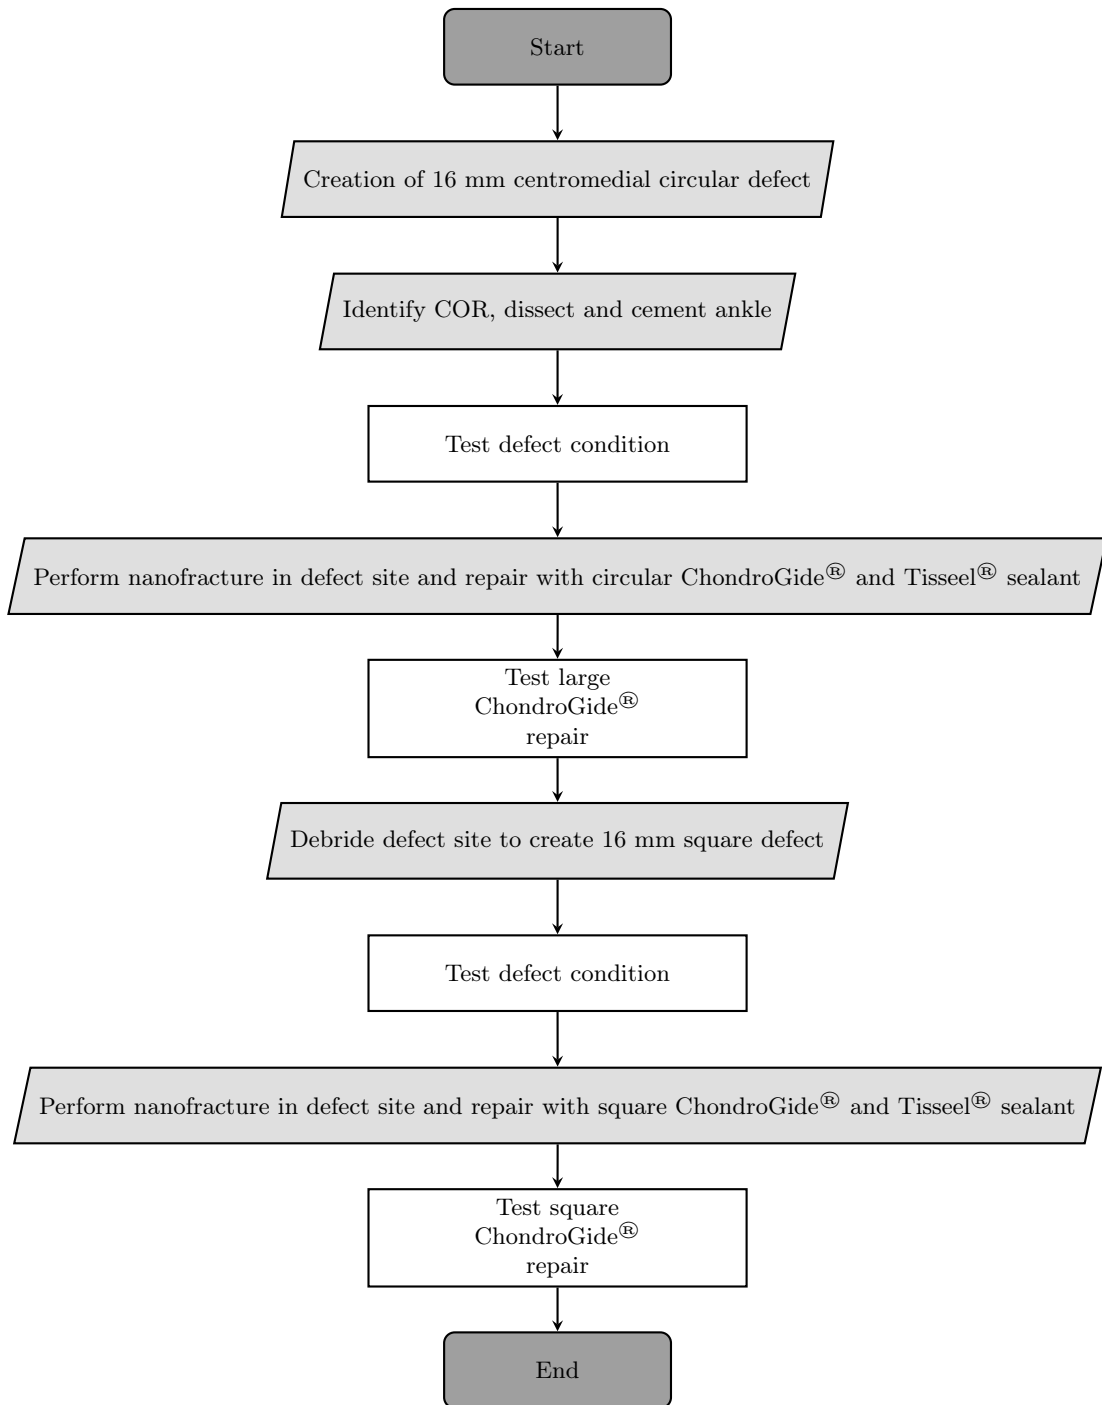 Start
Creation of 16 mm centromedial circular defect
Identify COR, dissect and cement ankle
Test defect condition
Perform nanofracture in defect site and repair with circular ChondroGide® and Tisseel® sealant
Test large
ChondroGide®
repair
Debride defect site to create 16 mm square defect
Test defect condition
Perform nanofracture in defect site and repair with square ChondroGide® and Tisseel® sealant
Test square
ChondroGide®
repair
End